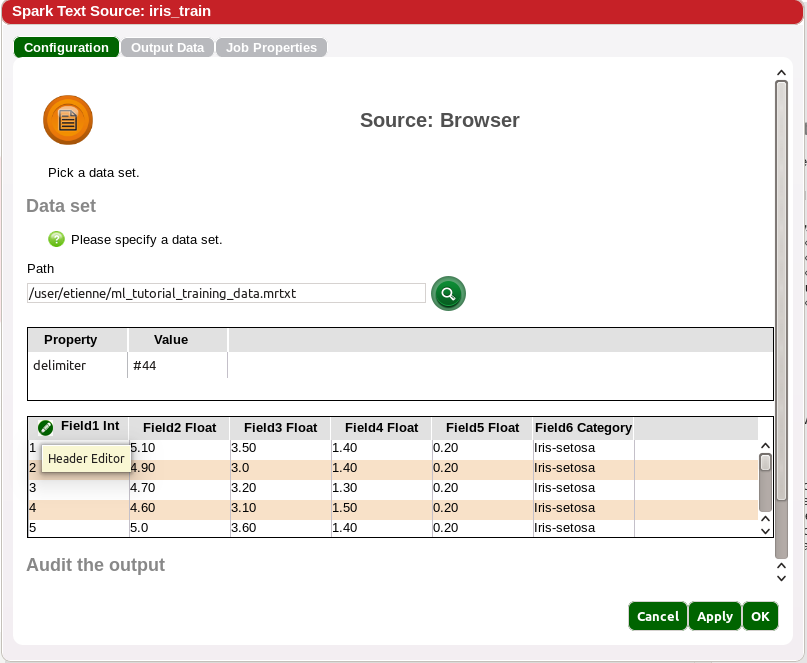 Spark Text Source: iris_train
Configuration Output Data Job Properties
Source: Browser
Pick a data set.
Data set
? Please specify a data set.
Path
/user/etienne/ml_tutorial_training_data.mrtxt
Property Value
delimiter #44
Field1 Int Field2 Float Field3 Float Field4 Float Field5 Float Field6 Category
1 5.10 3.50 1.40 0.20 Iris-setosa
Header Editor
2 4.90 3.0 1.40 0.20 Iris-setosa
3 4.70 3.20 1.30 0.20 Iris-setosa
4 4.60 3.10 1.50 0.20 Iris-setosa
5 5.0 3.60 1.40 0.20 Iris-setosa
Audit the output
Cancel Apply OK